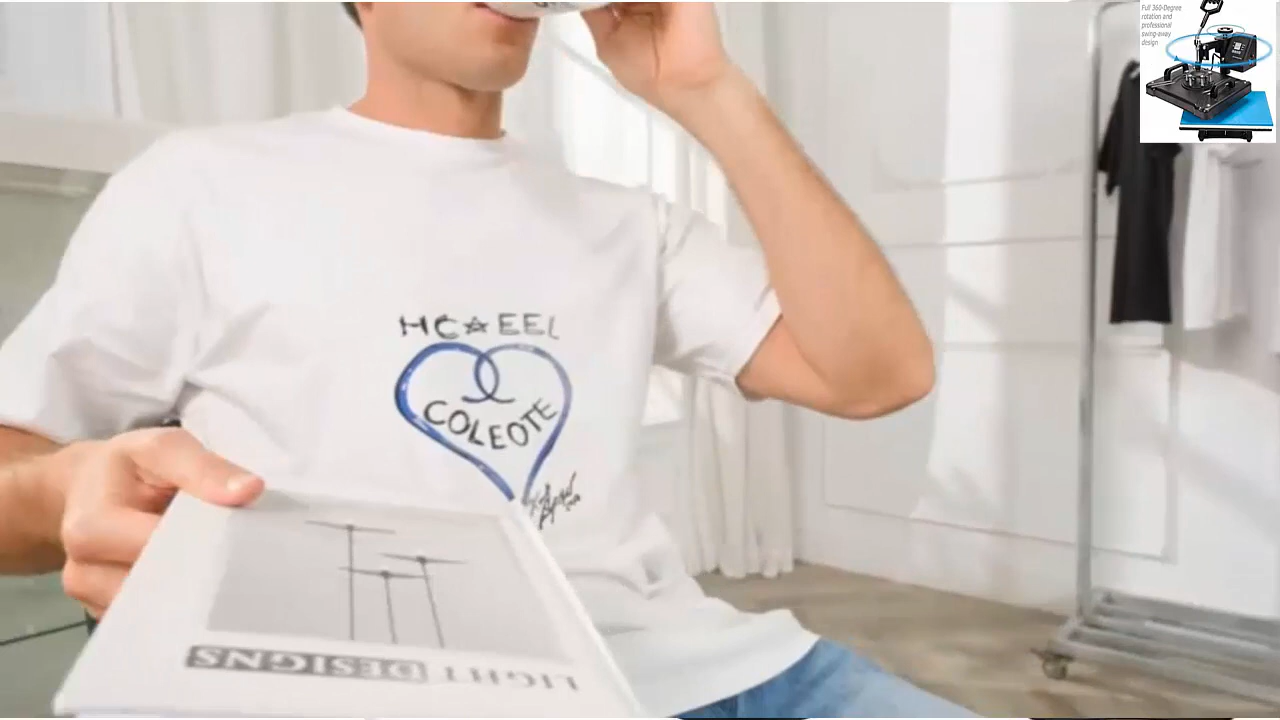 Full 360-Degree
rotation and
professional
swing-away
design
HC☆EEL
COLEOTE
LIGHT DESIGNS